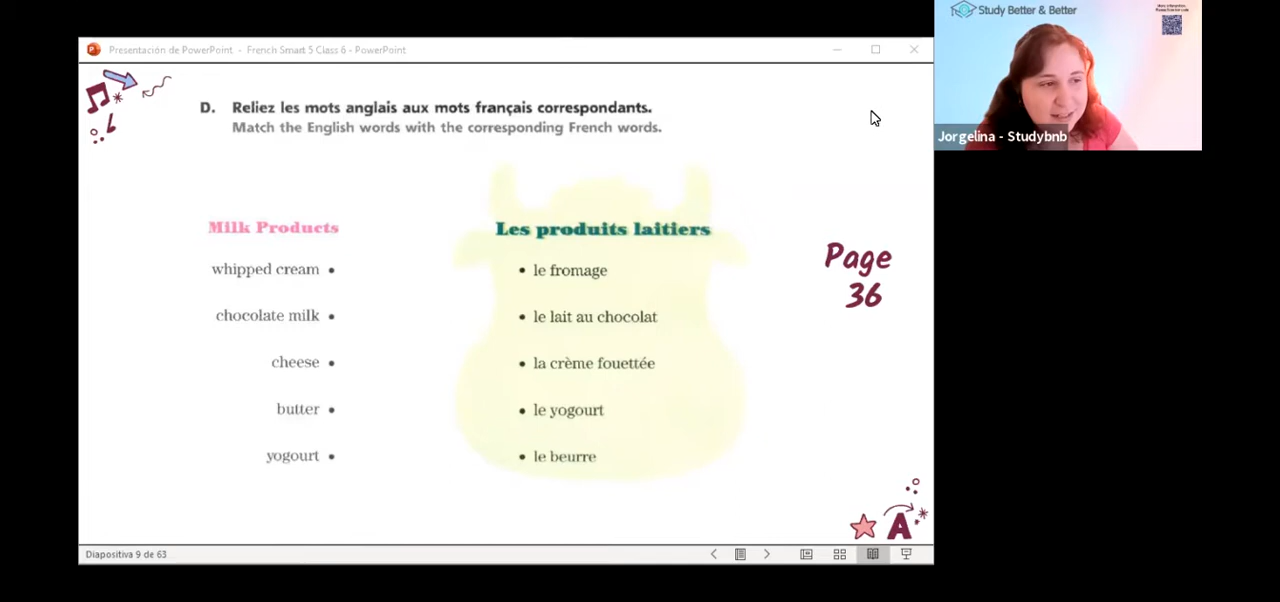 Presentación de PowerPoint - French Smart 5 Class 6 - PowerPoint
Study Better & Better
Jorgelina - Studybnb
D. Reliez les mots anglais aux mots français correspondants.
Match the English words with the corresponding French words.
Milk Products
whipped cream •
chocolate milk •
cheese •
butter •
yogourt •
Les produits laitiers
• le fromage
• le lait au chocolat
• la crème fouettée
• le yogourt
• le beurre
Page
36
A
Diapositiva 9 de 63